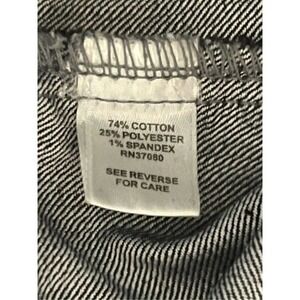 74% COTTON
25% POLYESTER
1% SPANDEX
RN37080
SEE REVERSE
FOR CARE